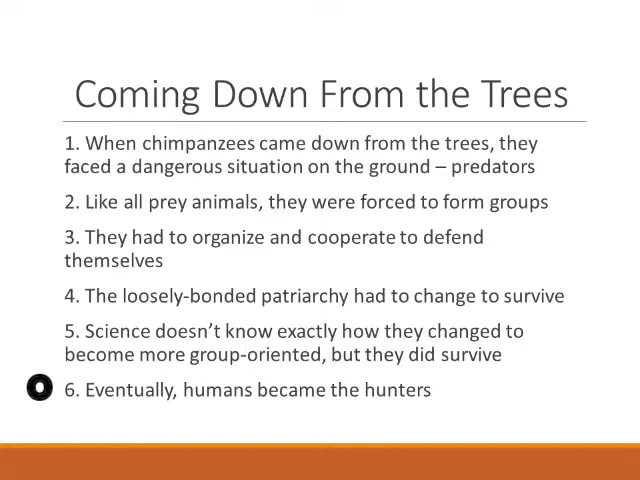 Coming Down From the Trees
1. When chimpanzees came down from the trees, they
faced a dangerous situation on the ground – predators
2. Like all prey animals, they were forced to form groups
3. They had to organize and cooperate to defend
themselves
4. The loosely-bonded patriarchy had to change to survive
5. Science doesn’t know exactly how they changed to
become more group-oriented, but they did survive
6. Eventually, humans became the hunters